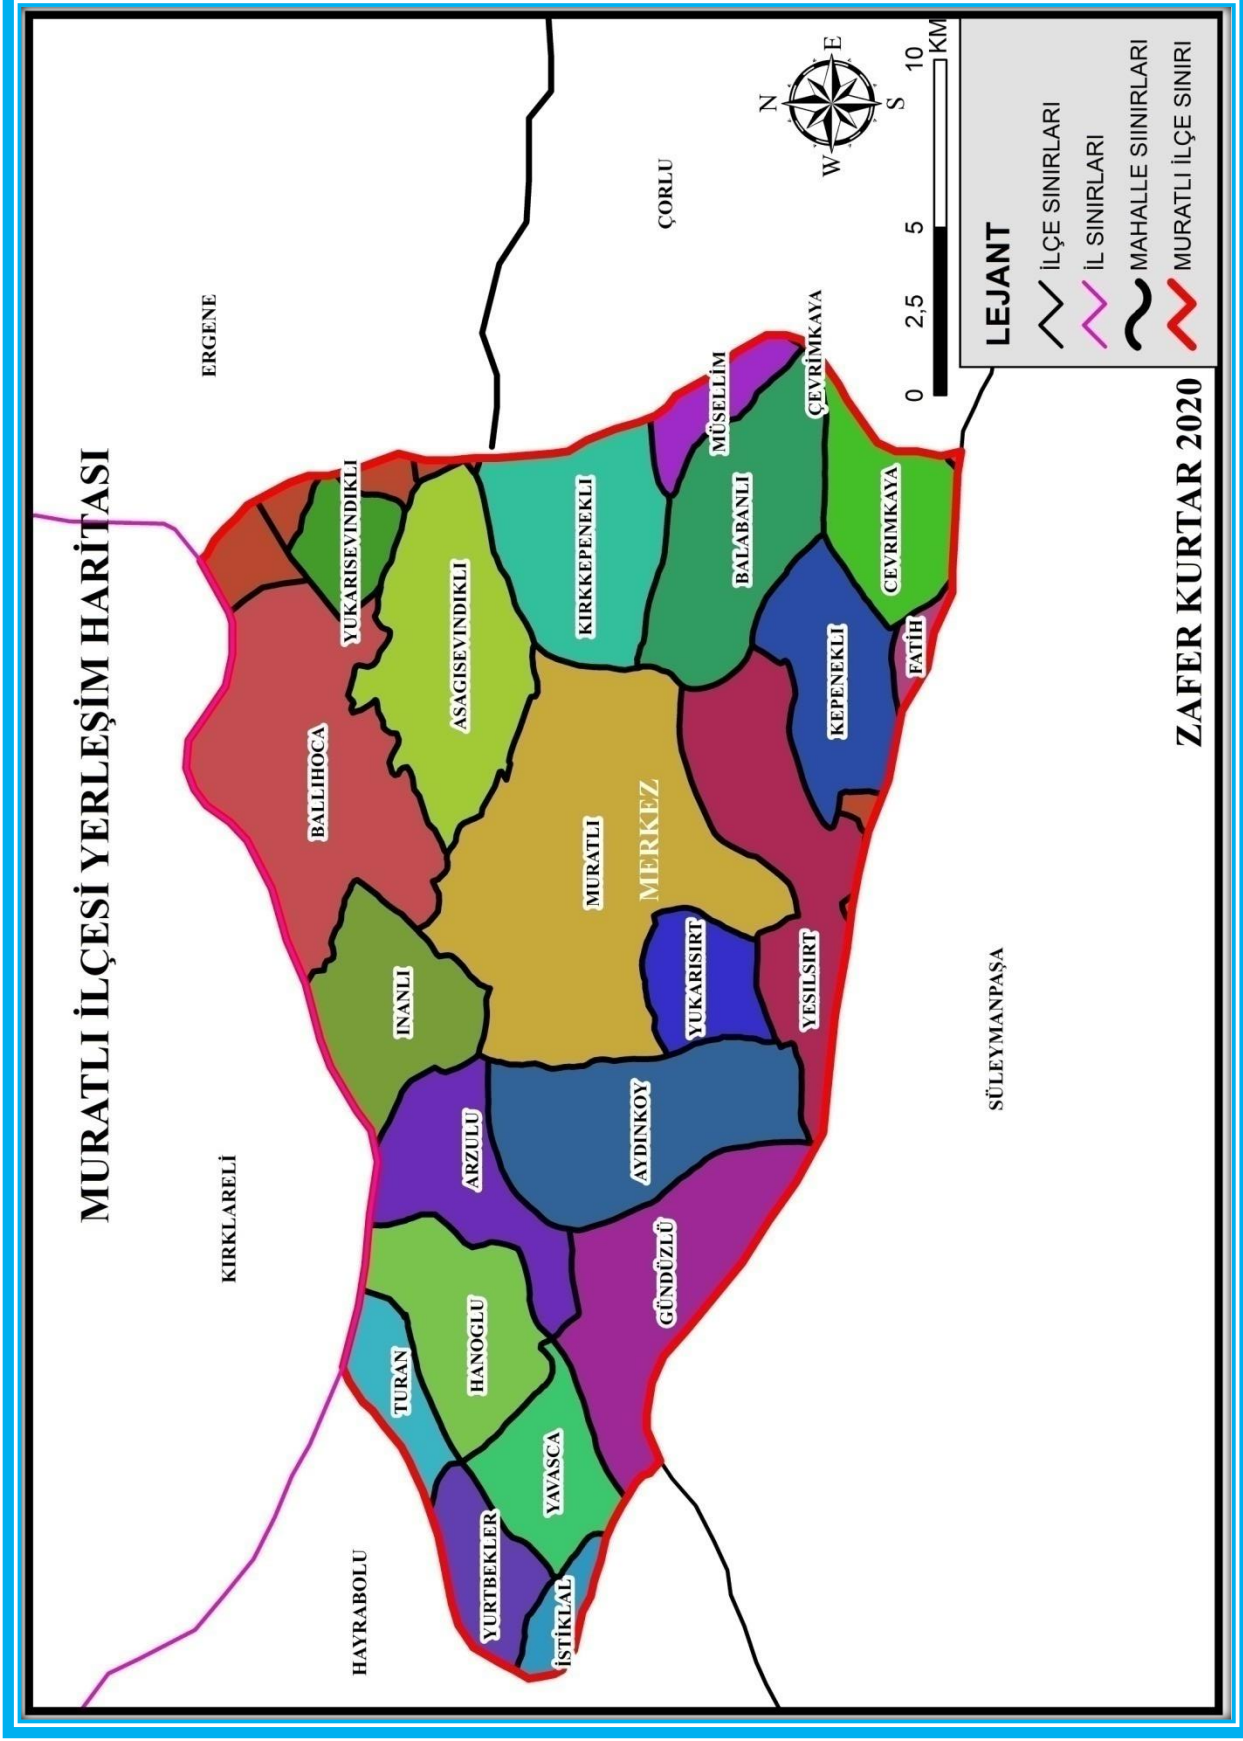 MURATLI İLÇESİ YERLEŞİM HARİTASI
KIRKLARELİ
ERGENE
HAYRABOLU
ÇORLU
SÜLEYMANPAŞA
TURAN
YURTBEKLER
İSTİKLAL
HANOGLU
YAVASCA
ARZULU
GÜNDÜZLÜ
INANLI
AYDINKOY
BALLIHOCA
YUKARISEVINDIKLI
ASAGISEVINDIKLI
MURATLI
MERKEZ
YUKARISIRT
YESILSIRT
KIRKKEPENEKLI
MÜSELLİM
BALABANLI
ÇEVRİMKAYA
KEPENEKLI
CEVRIMKAYA
FATİH
N
E
W
S
0 2,5 5 10
KM
LEJANT
İLÇE SINIRLARI
İL SINIRLARI
MAHALLE SIINIRLARI
MURATLI İLÇE SINIRI
ZAFER KURTAR 2020